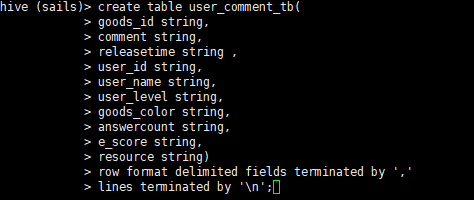 hive (sails)> create table user_comment_tb(
> goods_id string,
> comment string,
> releasetime string ,
> user_id string,
> user_name string,
> user_level string,
> goods_color string,
> answercount string,
> e_score string,
> resource string)
> row format delimited fields terminated by ','
> lines terminated by '\n';